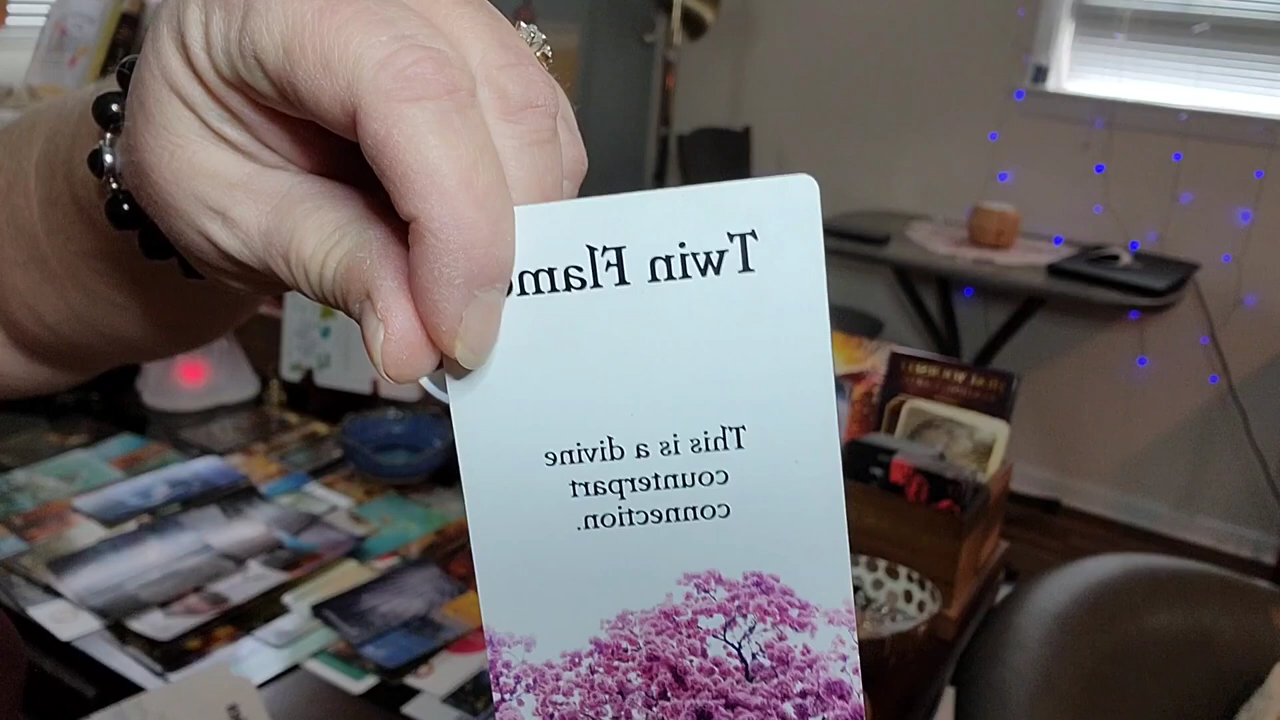 Twin Flame
This is a divine
counterpart
connection.